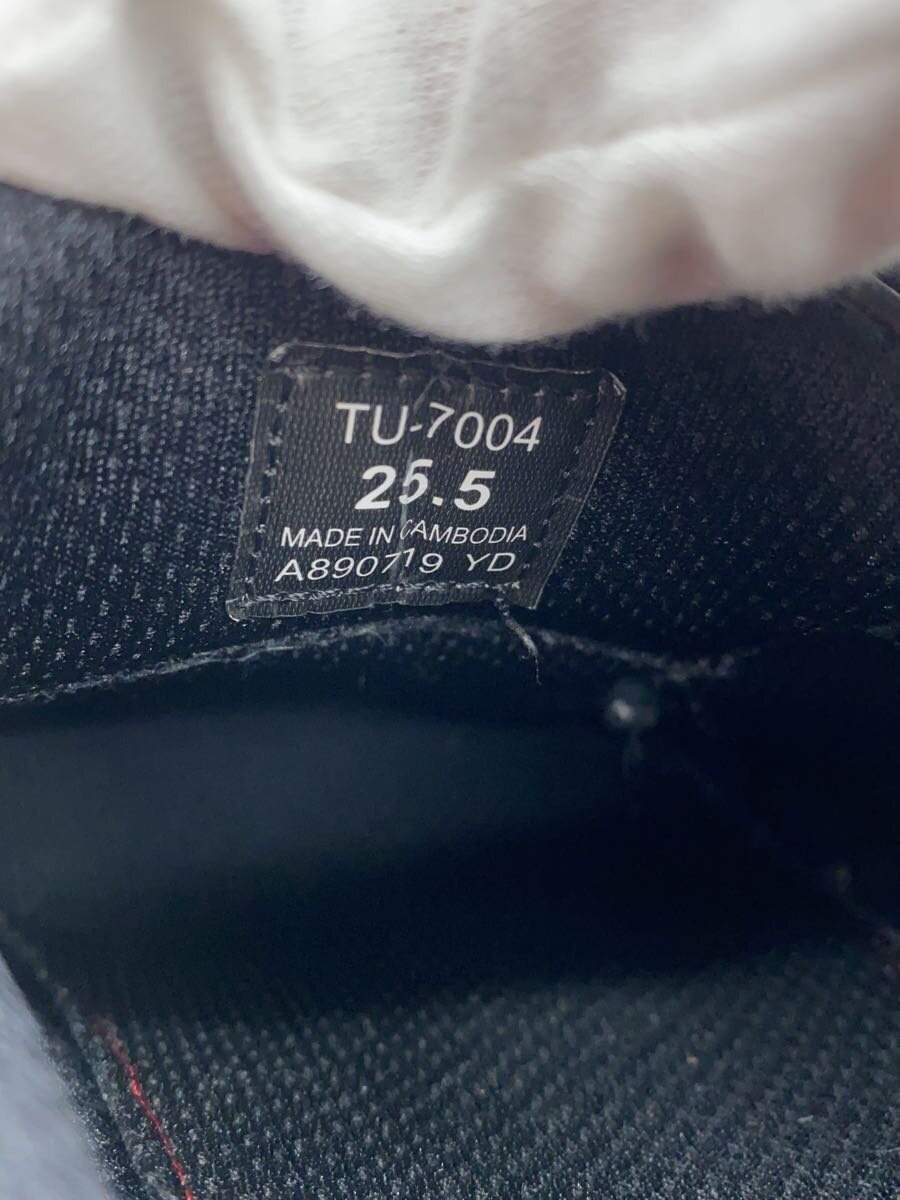 TU-7004
25.5
MADE IN CAMBODIA
A890719 YD